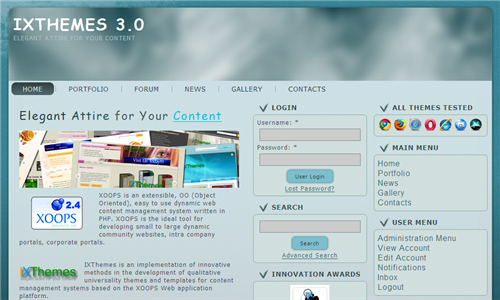 IXTHEMES 3.0
ELEGANT ATTIRE FOR YOUR CONTENT
HOME
PORTFOLIO
FORUM
NEWS
GALLERY
CONTACTS
Elegant Attire for Your Content
XOOPS 2.4
XOOPS is an extensible, OO (Object
Oriented), easy to use dynamic web
content management system written in
PHP. XOOPS is the ideal tool for
developing small to large dynamic
community websites, intra company
portals, corporate portals.
IXThemes
IXThemes is an implementation of innovative
methods in the development of qualitative
universality themes and templates for content
management systems based on the XOOPS Web application
platform.
LOGIN
Username: *
Password: *
User Login
Lost Password?
SEARCH
Search
Advanced Search
INNOVATION AWARDS
ALL THEMES TESTED
MAIN MENU
Home
Portfolio
News
Gallery
Contacts
USER MENU
Administration Menu
View Account
Edit Account
Notifications
Inbox
Logout